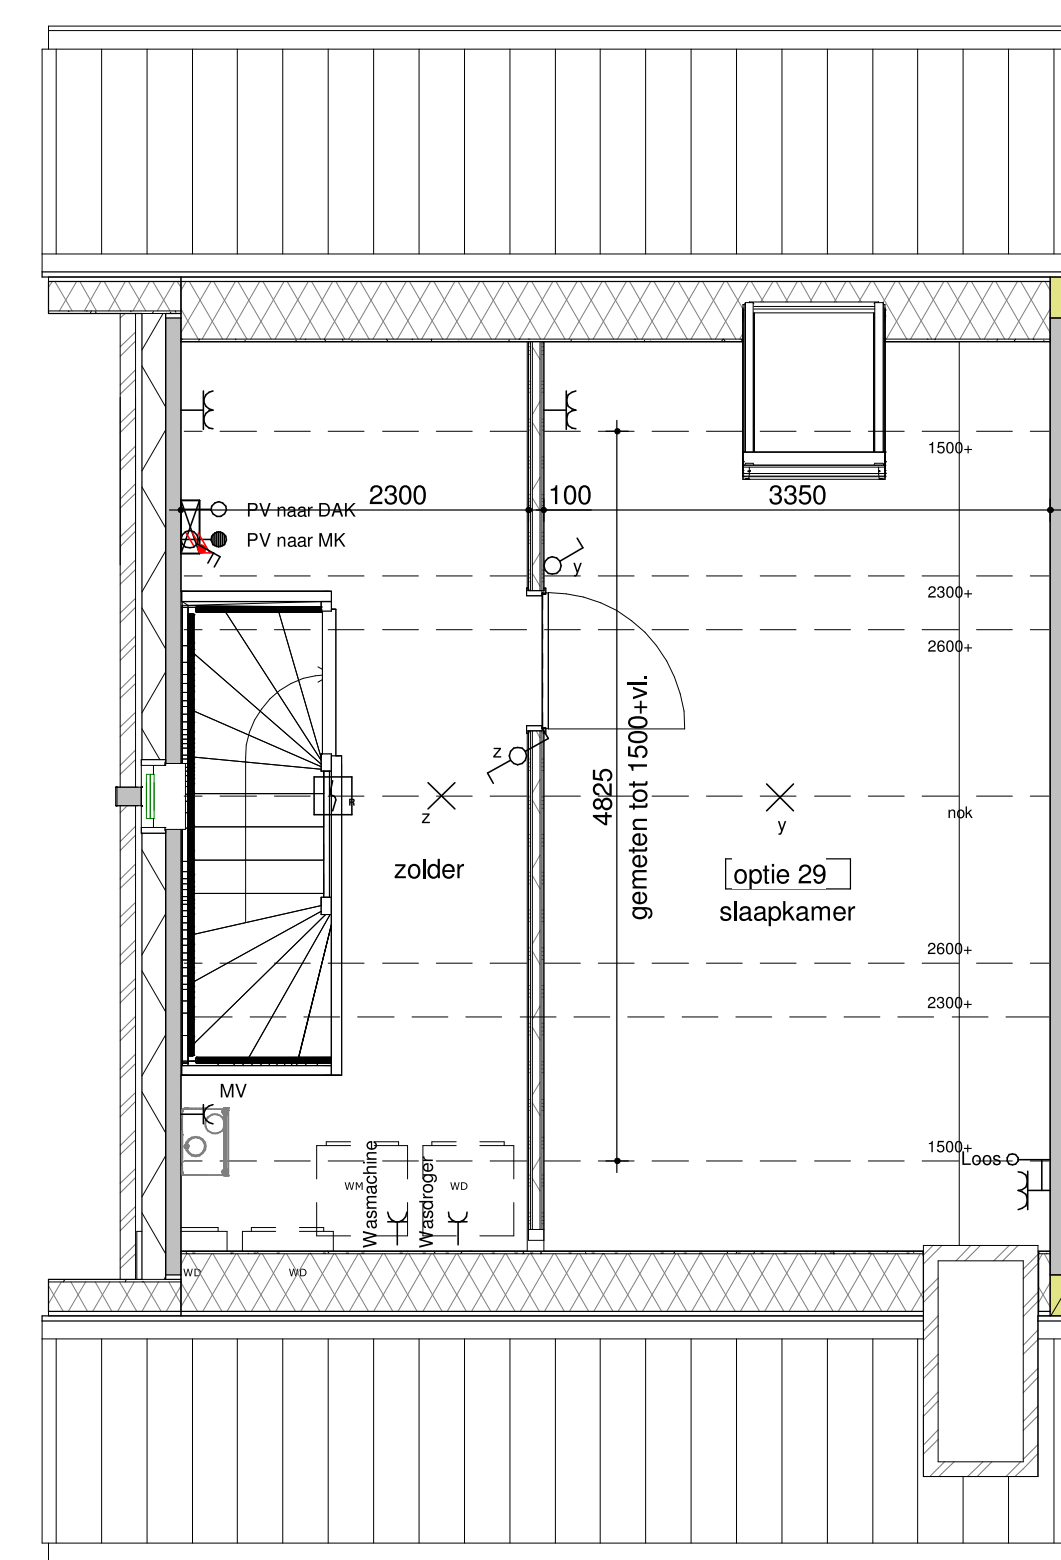 1500+
2300
100
3350
PV naar DAK
PV naar MK
y
2300+
2600+
z
4825
gemeten tot 1500+vl.
R
nok
z
y
zolder
optie 29
slaapkamer
2600+
2300+
MV
1500+
Loos
WM
Wasmachine
Wasdroger
WD
WD
WD